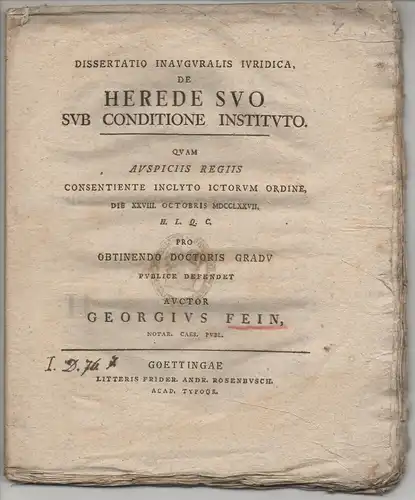 DISSERTATIO INAVGVRALIS IVRIDICA,
DE
HEREDE SVO
SVB CONDITIONE INSTITVTO.
QVAM
AVSPICIIS REGIIS
CONSENTIENTE INCLYTO ICTORVM ORDINE,
DIE XXVIII. OCTOBRIS MDCCLXXVII.
H. L. Q. C.
PRO
OBTINENDO DOCTORIS GRADV
PVBLICE DEFENDET
AVCTOR
GEORGIVS FEIN,
NOTAR. CAES. PVBL.
I. D. 76
GOETTINGAE
LITTERIS FRIDER. ANDR. ROSENBVSCH.
ACAD. TYPOGR.